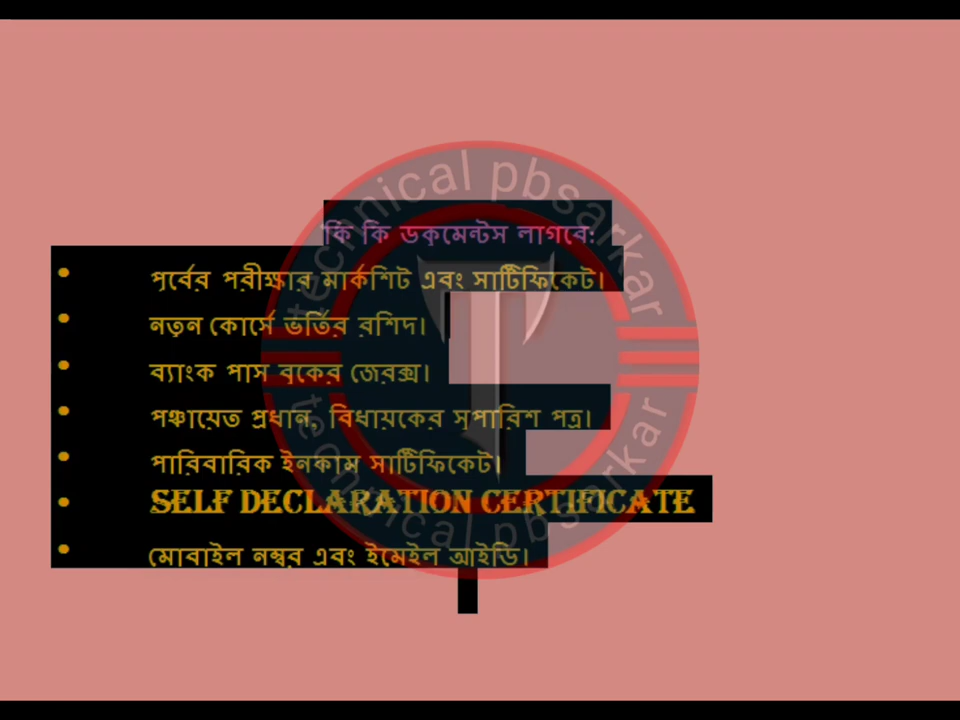 technical pbsarkar
কি কি ডকুমেন্টস লাগবে:
• পূর্বের পরীক্ষার মার্কশিট এবং সার্টিফিকেট।
• নতুন কোর্সে ভর্তির রশিদ।
• ব্যাংক পাস বুকের জেরক্স।
• পঞ্চায়েত প্রধান, বিধায়কের সুপারিশ পত্র।
• পারিবারিক ইনকাম সার্টিফিকেট।
• SELF DECLARATION CERTIFICATE
• মোবাইল নম্বর এবং ইমেইল আইডি।
technical pbsarkar